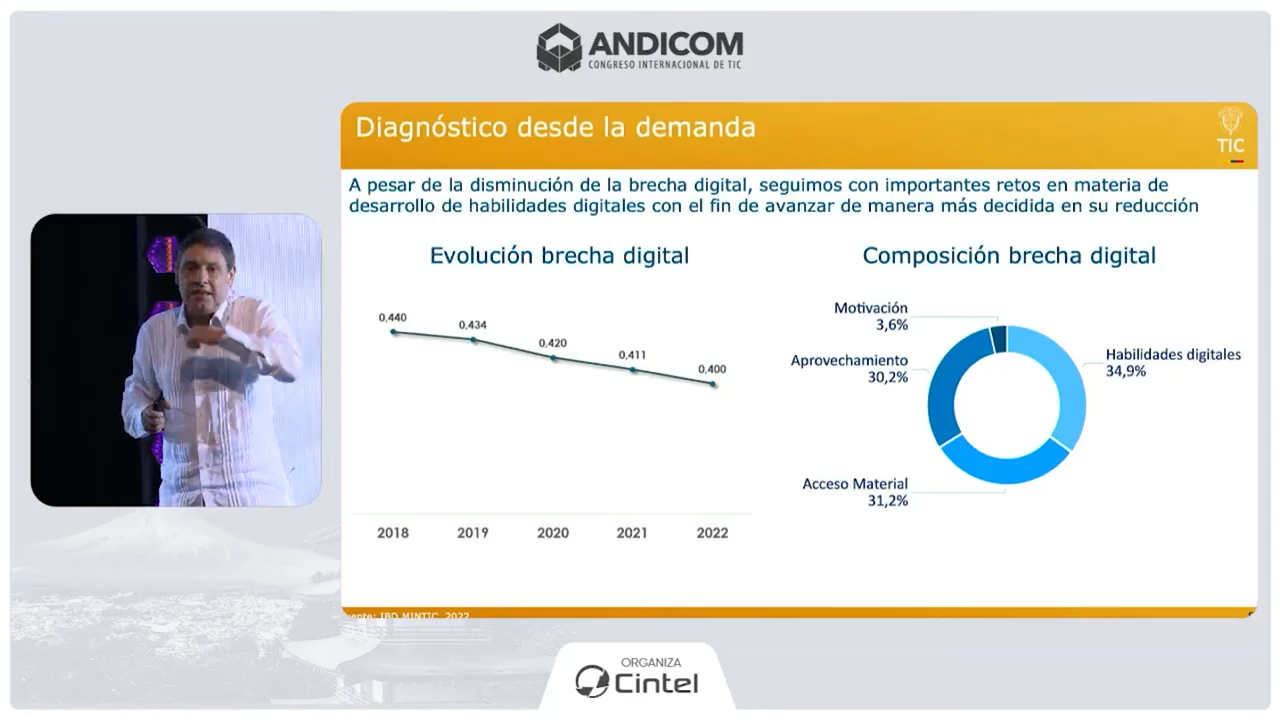 ANDICOM
CONGRESO INTERNACIONAL DE TIC
Diagnóstico desde la demanda
TIC
A pesar de la disminución de la brecha digital, seguimos con importantes retos en materia de
desarrollo de habilidades digitales con el fin de avanzar de manera más decidida en su reducción
Evolución brecha digital
0,440
0,434
0,420
0,411
0,400
2018
2019
2020
2021
2022
Composición brecha digital
Motivación
3,6%
Aprovechamiento
30,2%
Habilidades digitales
34,9%
Acceso Material
31,2%
IBD MINTIC, 2022
ORGANIZA
Cintel